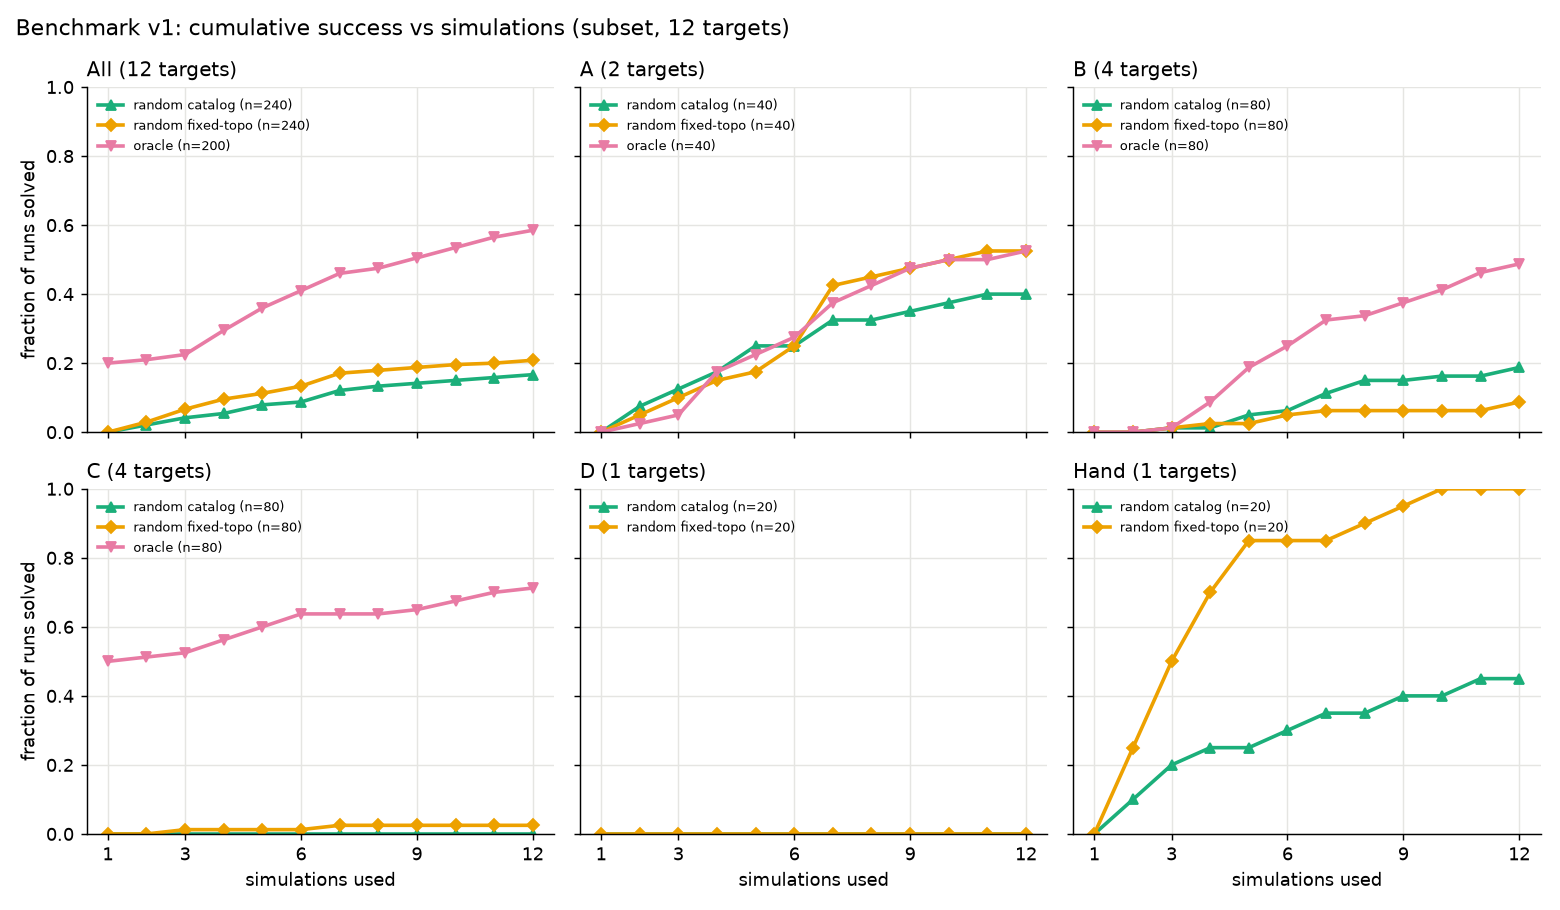 Benchmark v1: cumulative success vs simulations (subset, 12 targets)
All (12 targets)
1.0
0.8
0.6
0.4
0.2
0.0
fraction of runs solved
random catalog (n=240)
random fixed-topo (n=240)
oracle (n=200)
A (2 targets)
random catalog (n=40)
random fixed-topo (n=40)
oracle (n=40)
B (4 targets)
random catalog (n=80)
random fixed-topo (n=80)
oracle (n=80)
C (4 targets)
1.0
0.8
0.6
0.4
0.2
0.0
fraction of runs solved
random catalog (n=80)
random fixed-topo (n=80)
oracle (n=80)
1 3 6 9 12
simulations used
D (1 targets)
random catalog (n=20)
random fixed-topo (n=20)
1 3 6 9 12
simulations used
Hand (1 targets)
random catalog (n=20)
random fixed-topo (n=20)
1 3 6 9 12
simulations used